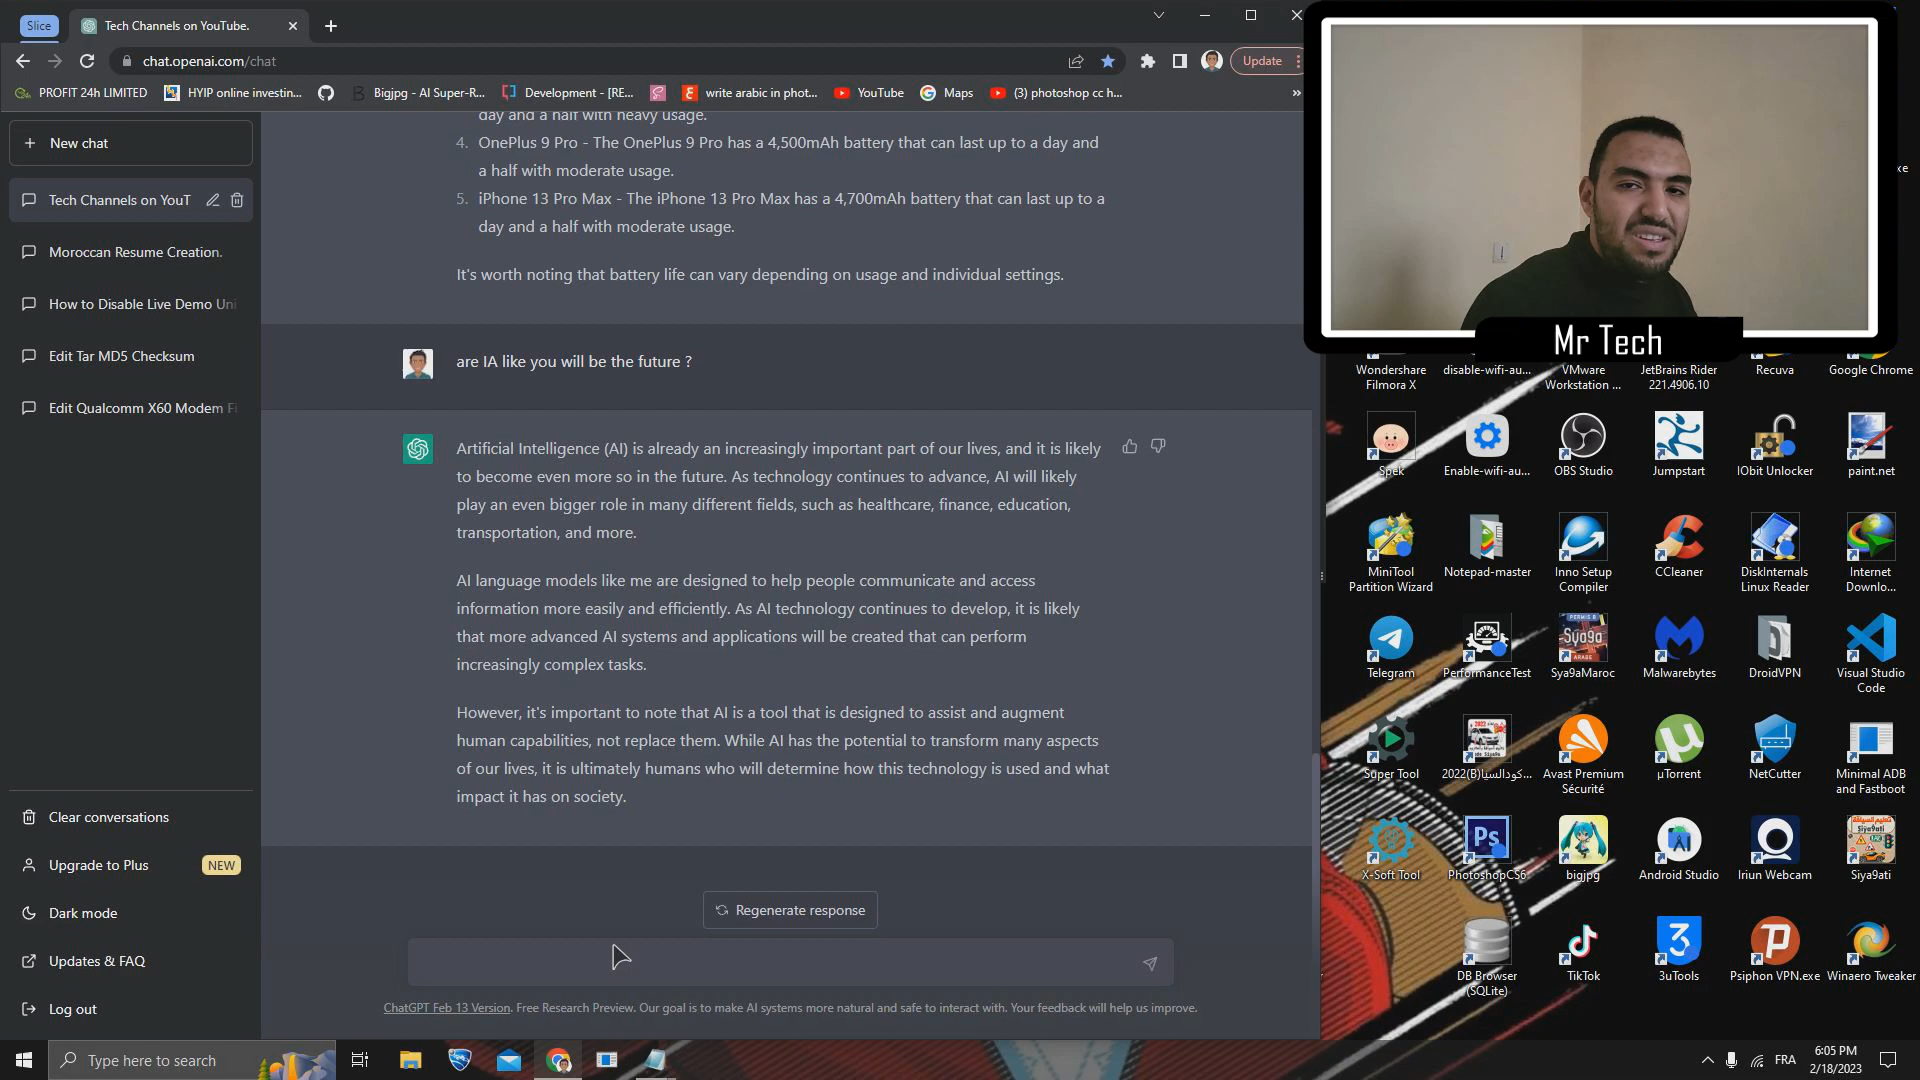 Slice
Tech Channels on YouTube.
chat.openai.com/chat
Update
PROFIT 24h LIMITED
HYIP online investin...
Bigjpg - AI Super-R...
Development - [RE...
write arabic in phot...
YouTube
Maps
(3) photoshop cc h...
»
New chat
Tech Channels on YouT
Moroccan Resume Creation.
How to Disable Live Demo Uni
Edit Tar MD5 Checksum
Edit Qualcomm X60 Modem F
Clear conversations
Upgrade to Plus
NEW
Dark mode
Updates & FAQ
Log out
day and a half with heavy usage.
4. OnePlus 9 Pro - The OnePlus 9 Pro has a 4,500mAh battery that can last up to a day and
a half with moderate usage.
5. iPhone 13 Pro Max - The iPhone 13 Pro Max has a 4,700mAh battery that can last up to a
day and a half with moderate usage.
It's worth noting that battery life can vary depending on usage and individual settings.
are IA like you will be the future ?
Artificial Intelligence (AI) is already an increasingly important part of our lives, and it is likely
to become even more so in the future. As technology continues to advance, AI will likely
play an even bigger role in many different fields, such as healthcare, finance, education,
transportation, and more.
AI language models like me are designed to help people communicate and access
information more easily and efficiently. As AI technology continues to develop, it is likely
that more advanced AI systems and applications will be created that can perform
increasingly complex tasks.
However, it's important to note that AI is a tool that is designed to assist and augment
human capabilities, not replace them. While AI has the potential to transform many aspects
of our lives, it is ultimately humans who will determine how this technology is used and what
impact it has on society.
Regenerate response
ChatGPT Feb 13 Version. Free Research Preview. Our goal is to make AI systems more natural and safe to interact with. Your feedback will help us improve.
Mr Tech
xe
Wondershare
Filmora X
disable-wifi-au...
VMware
Workstation ...
JetBrains Rider
221.4906.10
Recuva
Google Chrome
Spek
Enable-wifi-au...
OBS Studio
Jumpstart
IObit Unlocker
paint.net
MiniTool
Partition Wizard
Notepad-master
Inno Setup
Compiler
CCleaner
DiskInternals
Linux Reader
Internet
Downlo...
PERMIS B
Sya9a
ARABE
Telegram
PerformanceTest
Sya9aMaroc
Malwarebytes
DroidVPN
Visual Studio
Code
Super Tool
2022(B)كودالسيا...
Avast Premium
Sécurité
µTorrent
NetCutter
Minimal ADB
and Fastboot
Ps
X-Soft Tool
PhotoshopCS6
bigjpg
Android Studio
Iriun Webcam
Siya9ati
DB Browser
(SQLite)
TikTok
3
3uTools
Psiphon VPN.exe
Winaero Tweaker
Type here to search
FRA
6:05 PM
2/18/2023